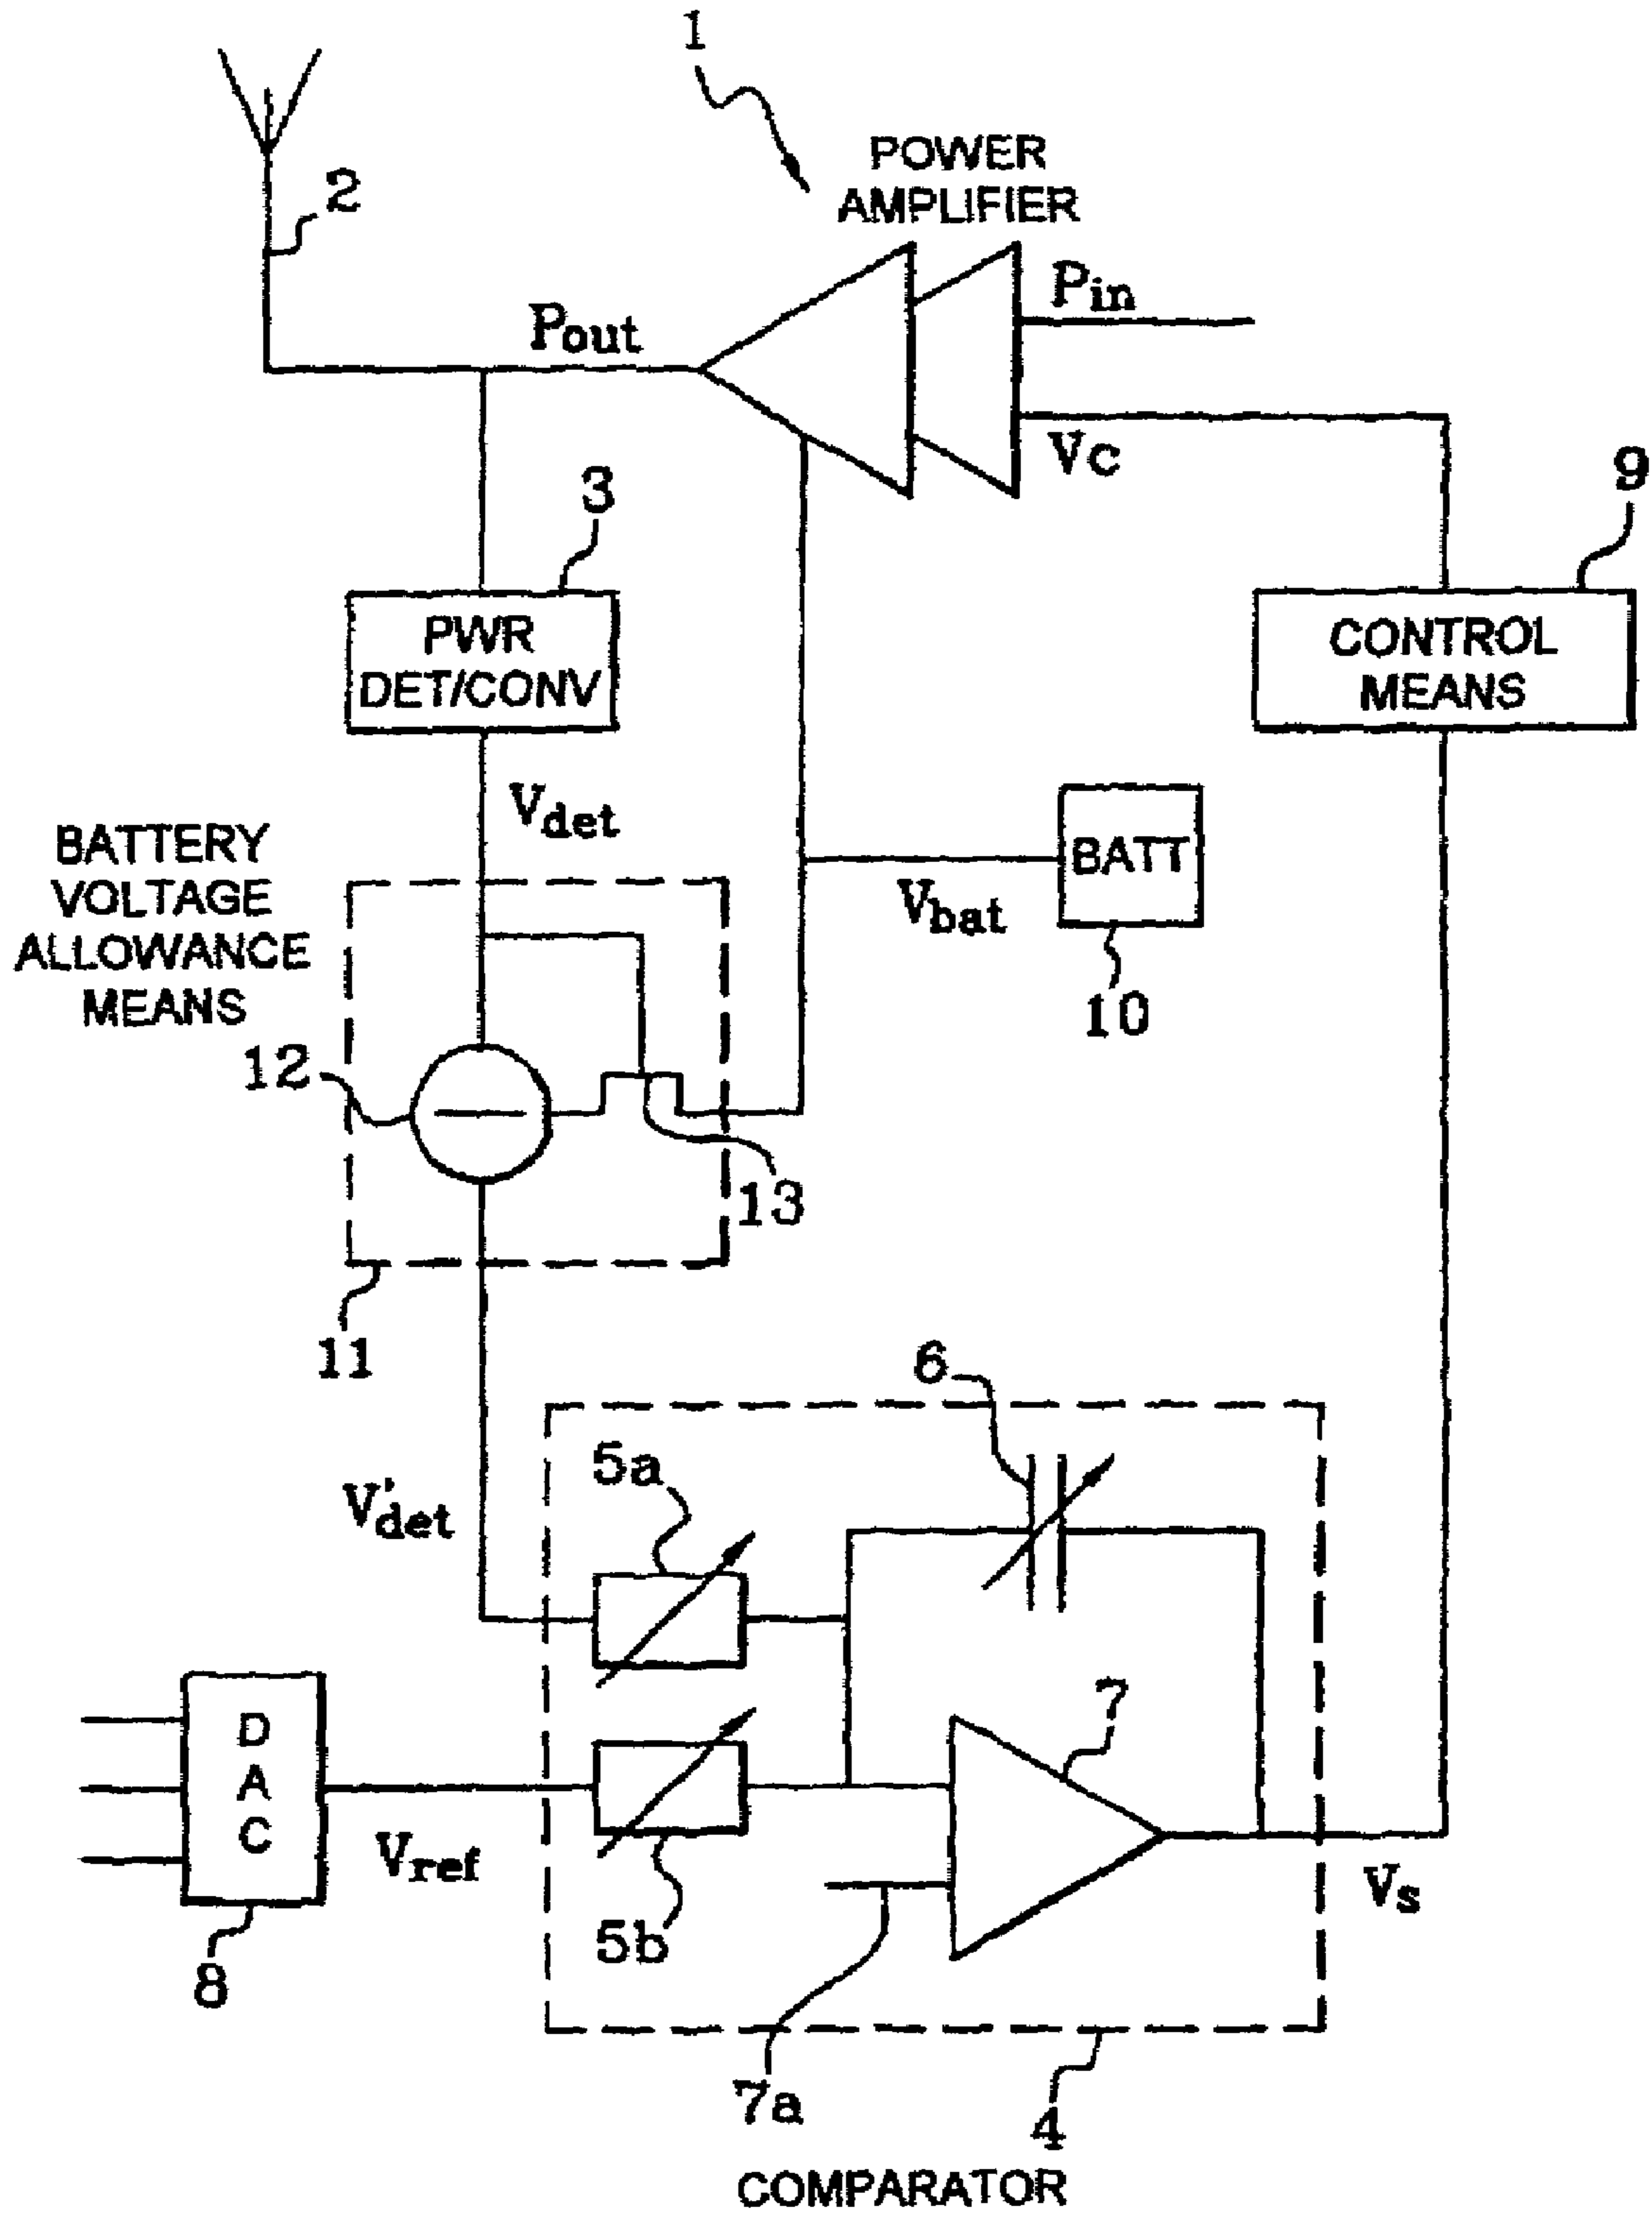 1
POWER
AMPLIFIER
2
Pin
Pout
Vc
9
3
PWR
DET/CONV
CONTROL
MEANS
Vdet
BATTERY
VOLTAGE
ALLOWANCE
MEANS
BATT
Vbat
10
12
13
11
6
5a
V'det
7
D
A
C
Vref
Vs
5b
8
7a
4
COMPARATOR